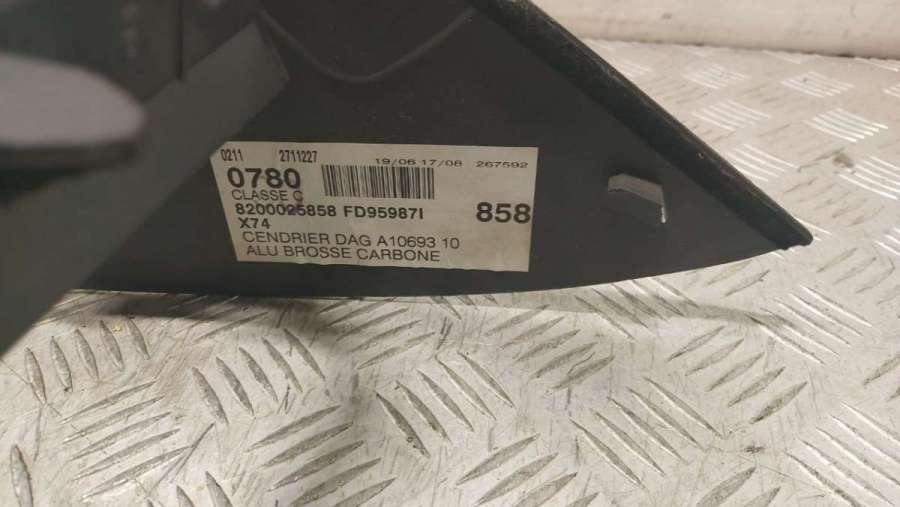 0211 2711227 19/06 17/08 267592
0780
CLASSE C
8200025858 FD95987I 858
X74
CENDRIER DAG A10693 10
ALU BROSSE CARBONE